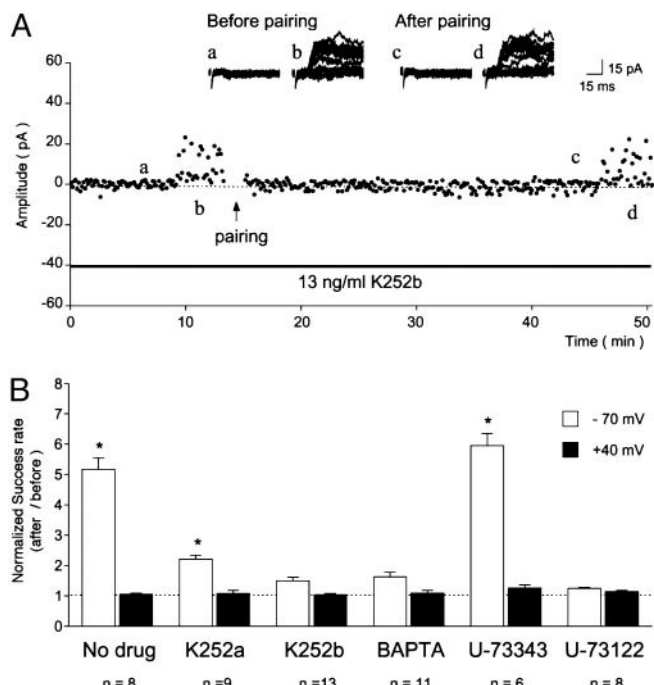 A
Before pairing After pairing
a b c d
15 pA
15 ms
Amplitude ( pA )
60
40
20
0
-20
-40
-60
a
b
c
d
pairing
13 ng/ml K252b
0 10 20 30 40 50
Time ( min )
B
Normalized Success rate
(after / before)
8
7
6
5
4
3
2
1
0
* * *
- 70 mV
+40 mV
No drug K252a K252b BAPTA U-73343 U-73122
n = 8 n =9 n =13 n = 11 n = 6 n = 8